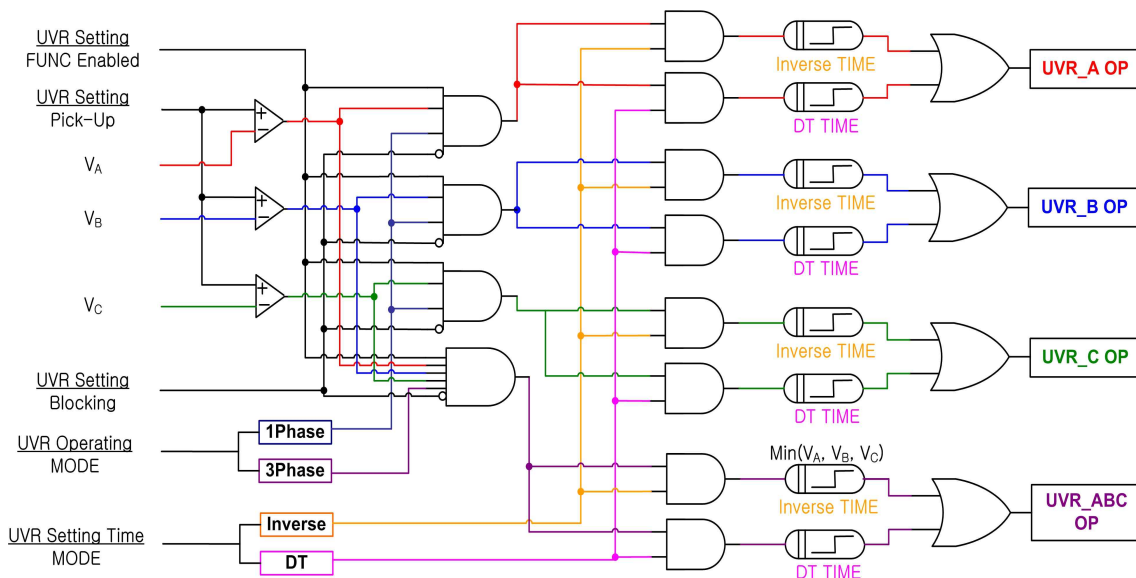 UVR Setting
FUNC Enabled
UVR Setting
Pick-Up
VA
VB
VC
UVR Setting
Blocking
UVR Operating
MODE
1Phase
3Phase
UVR Setting Time
MODE
Inverse
DT
+
−
+
−
+
−
Inverse TIME
DT TIME
UVR_A OP
Inverse TIME
DT TIME
UVR_B OP
Inverse TIME
DT TIME
UVR_C OP
Min(VA, VB, VC)
Inverse TIME
DT TIME
UVR_ABC
OP